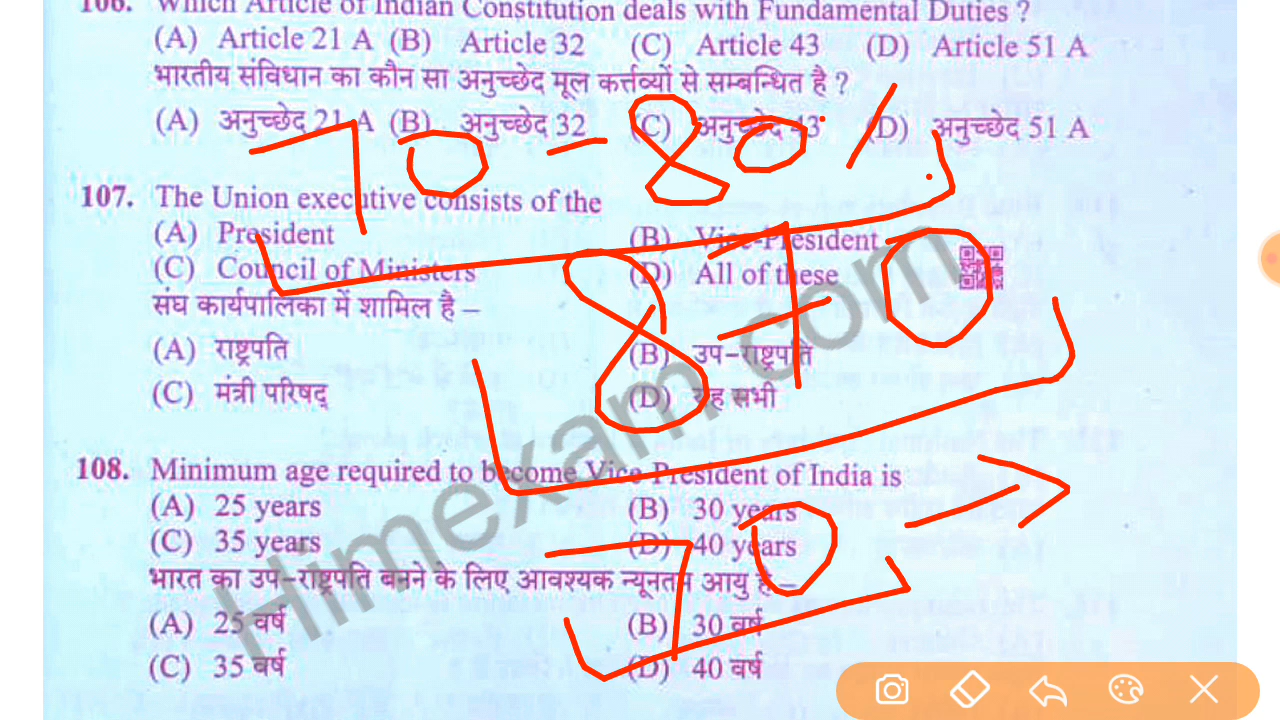 106. Which Article of Indian Constitution deals with Fundamental Duties ?
(A) Article 21 A (B) Article 32 (C) Article 43 (D) Article 51 A
भारतीय संविधान का कौन सा अनुच्छेद मूल कर्त्तव्यों से सम्बन्धित है ?
(A) अनुच्छेद 21 A (B) अनुच्छेद 32 (C) अनुच्छेद 43 (D) अनुच्छेद 51 A
70-80%
107. The Union executive consists of the
(A) President (B) Vice-President
(C) Council of Ministers (D) All of these
संघ कार्यपालिका में शामिल है –
(A) राष्ट्रपति (B) उप-राष्ट्रपति
(C) मंत्री परिषद् (D) यह सभी
108. Minimum age required to become Vice-President of India is
(A) 25 years (B) 30 years
(C) 35 years (D) 40 years
भारत का उप-राष्ट्रपति बनने के लिए आवश्यक न्यूनतम आयु है –
(A) 25 वर्ष (B) 30 वर्ष
(C) 35 वर्ष (D) 40 वर्ष
70
Himexam.com